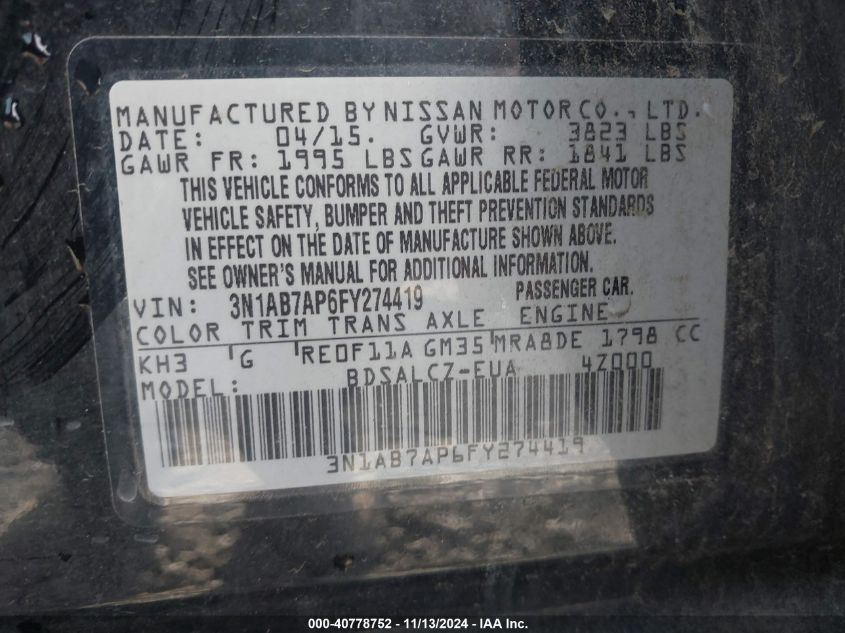 MANUFACTURED BY NISSAN MOTOR CO., LTD.
DATE: 04/15. GVWR: 3823 LBS
GAWR FR: 1995 LBS GAWR RR: 1841 LBS
THIS VEHICLE CONFORMS TO ALL APPLICABLE FEDERAL MOTOR
VEHICLE SAFETY, BUMPER AND THEFT PREVENTION STANDARDS
IN EFFECT ON THE DATE OF MANUFACTURE SHOWN ABOVE.
SEE OWNER'S MANUAL FOR ADDITIONAL INFORMATION.
VIN: 3N1AB7AP6FY274419 PASSENGER CAR.
COLOR TRIM TRANS AXLE ENGINE
KH3 G RE0F11A GM35 MRA8DE 1798 CC
MODEL: BDSALCZ-EUA 4Z000
3N1AB7AP6FY274419
000-40778752 - 11/13/2024 - IAA Inc.